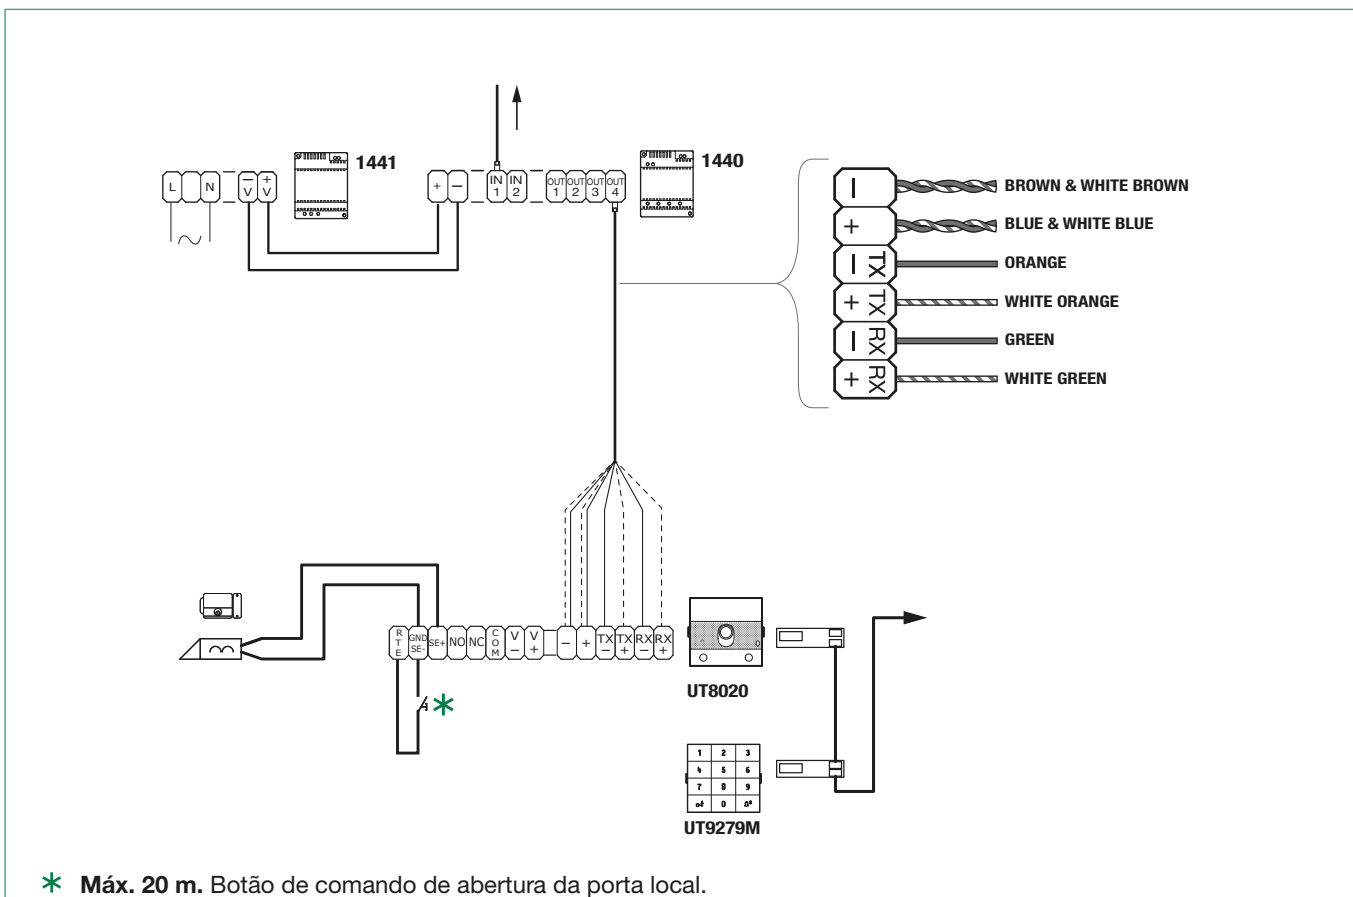 1441
1440
L N − V + V
+ − IN 1 IN 2 OUT 1 OUT 2 OUT 3 OUT 4
− BROWN & WHITE BROWN
+ BLUE & WHITE BLUE
− TX ORANGE
+ TX WHITE ORANGE
− RX GREEN
+ RX WHITE GREEN
RTE GND SE- SE+ NO NC COM V − V + − + TX − TX + RX − RX +
UT8020
1 2 3
4 5 6
7 8 9
0
UT9279M
* Máx. 20 m. Botão de comando de abertura da porta local.